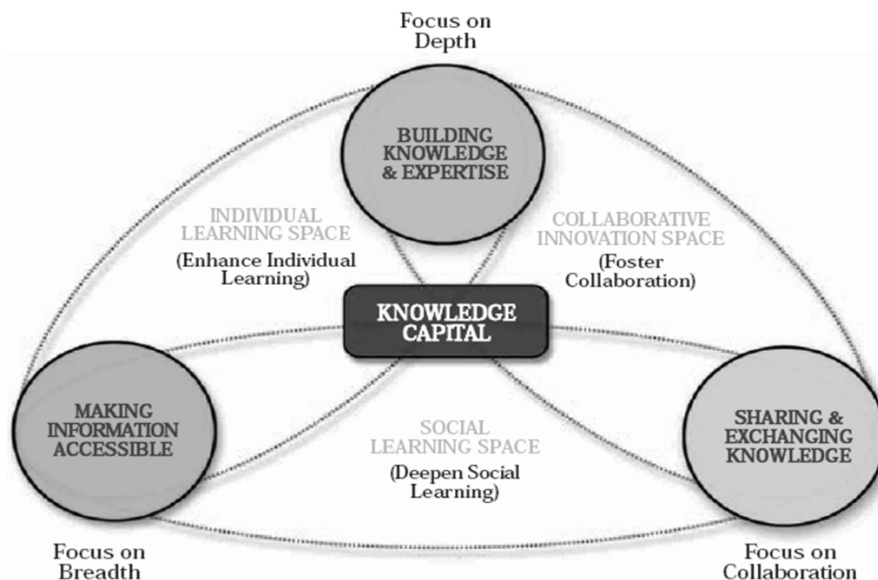 Focus on
Depth
BUILDING
KNOWLEDGE
& EXPERTISE
INDIVIDUAL
LEARNING SPACE
(Enhance Individual
Learning)
COLLABORATIVE
INNOVATION SPACE
(Foster
Collaboration)
KNOWLEDGE
CAPITAL
MAKING
INFORMATION
ACCESSIBLE
SOCIAL
LEARNING SPACE
(Deepen Social
Learning)
SHARING &
EXCHANGING
KNOWLEDGE
Focus on
Breadth
Focus on
Collaboration